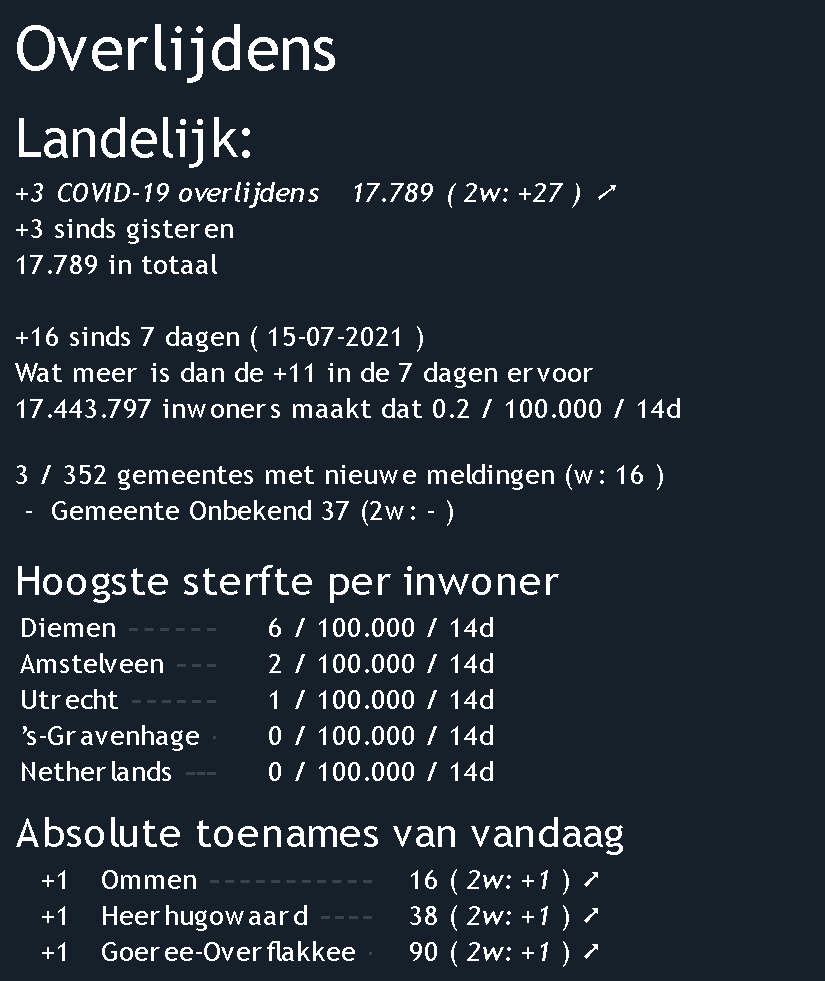 Overlijdens
Landelijk:
+3 COVID-19 overlijdens 17.789 ( 2w: +27 ) ↗
+3 sinds gisteren
17.789 in totaal
+16 sinds 7 dagen ( 15-07-2021 )
Wat meer is dan de +11 in de 7 dagen ervoor
17.443.797 inwoners maakt dat 0.2 / 100.000 / 14d
3 / 352 gemeentes met nieuwe meldingen (w: 16 )
- Gemeente Onbekend 37 (2w: - )
Hoogste sterfte per inwoner
Diemen ------ 6 / 100.000 / 14d
Amstelveen --- 2 / 100.000 / 14d
Utrecht ------ 1 / 100.000 / 14d
’s-Gravenhage · 0 / 100.000 / 14d
Netherlands --- 0 / 100.000 / 14d
Absolute toenames van vandaag
+1 Ommen ----------- 16 ( 2w: +1 ) ↗
+1 Heerhugowaard ---- 38 ( 2w: +1 ) ↗
+1 Goeree-Overflakkee · 90 ( 2w: +1 ) ↗